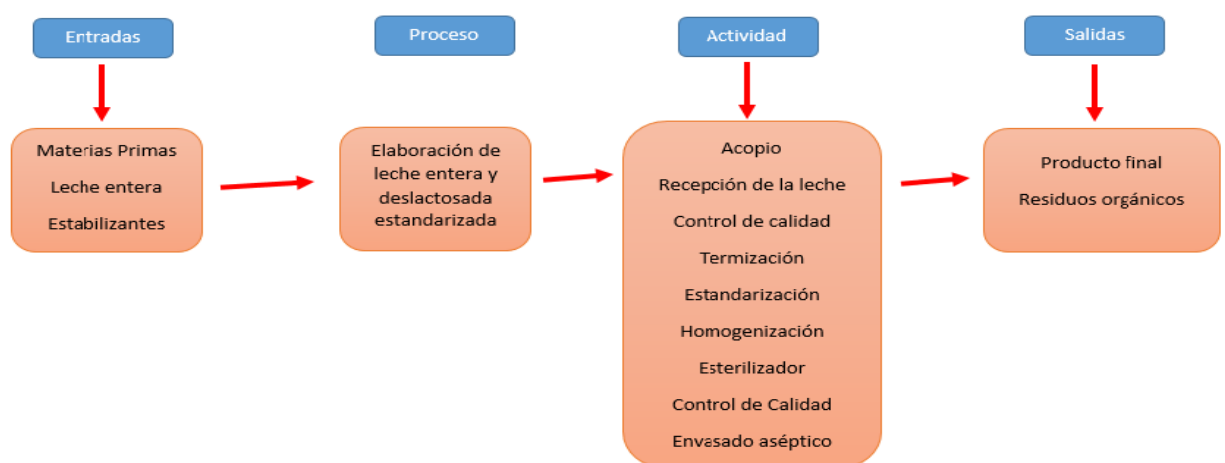 Entradas
Proceso
Actividad
Salidas
Materias Primas
Leche entera
Estabilizantes
Elaboración de
leche entera y
deslactosada
estandarizada
Acopio
Recepción de la leche
Control de calidad
Termización
Estandarización
Homogenización
Esterilizador
Control de Calidad
Envasado aséptico
Producto final
Residuos orgánicos